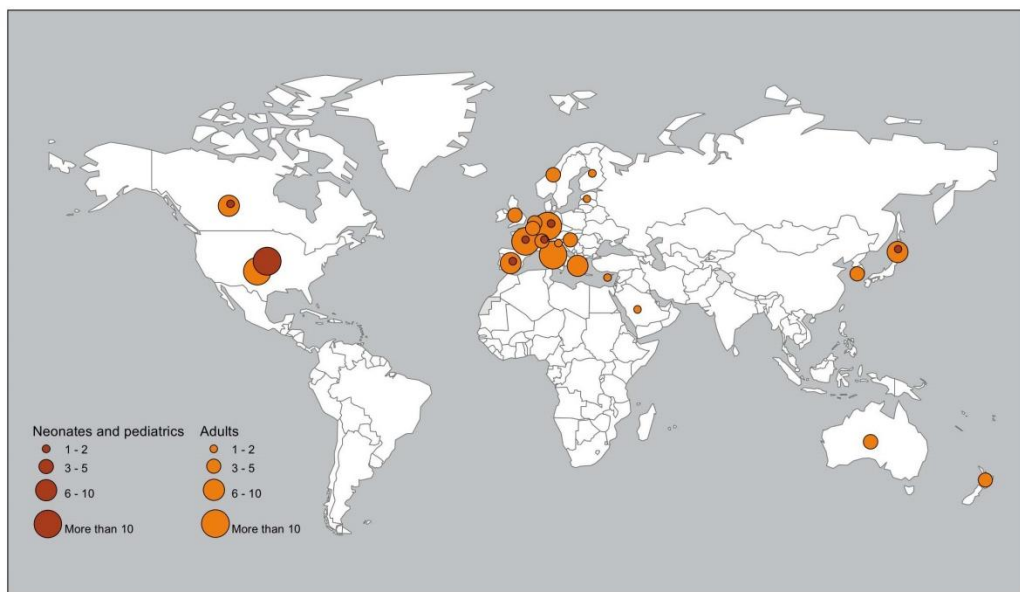 Neonates and pediatrics
1 - 2
3 - 5
6 - 10
More than 10
Adults
1 - 2
3 - 5
6 - 10
More than 10